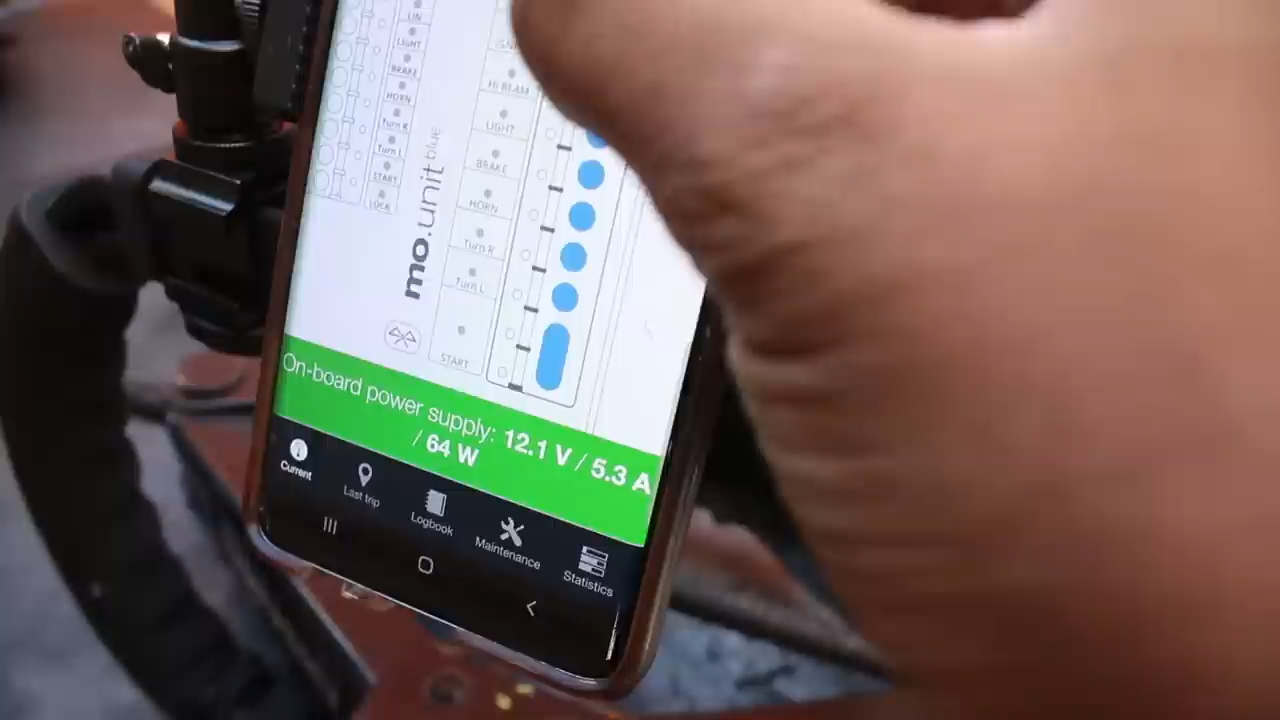 LIN
LIGHT
BRAKE
HORN
Turn R
Turn L
START
LOCK
mo.unit blue
HI BEAM
LIGHT
BRAKE
HORN
Turn R
Turn L
START
On-board power supply: 12.1 V / 5.3 A
/ 64 W
Current
Last trip
Logbook
Maintenance
Statistics